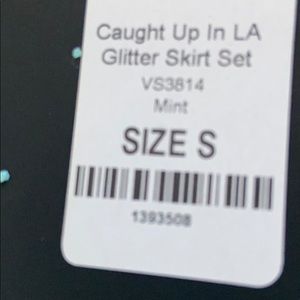 Caught Up In LA
Glitter Skirt Set
VS3814
Mint
SIZE S
1393508